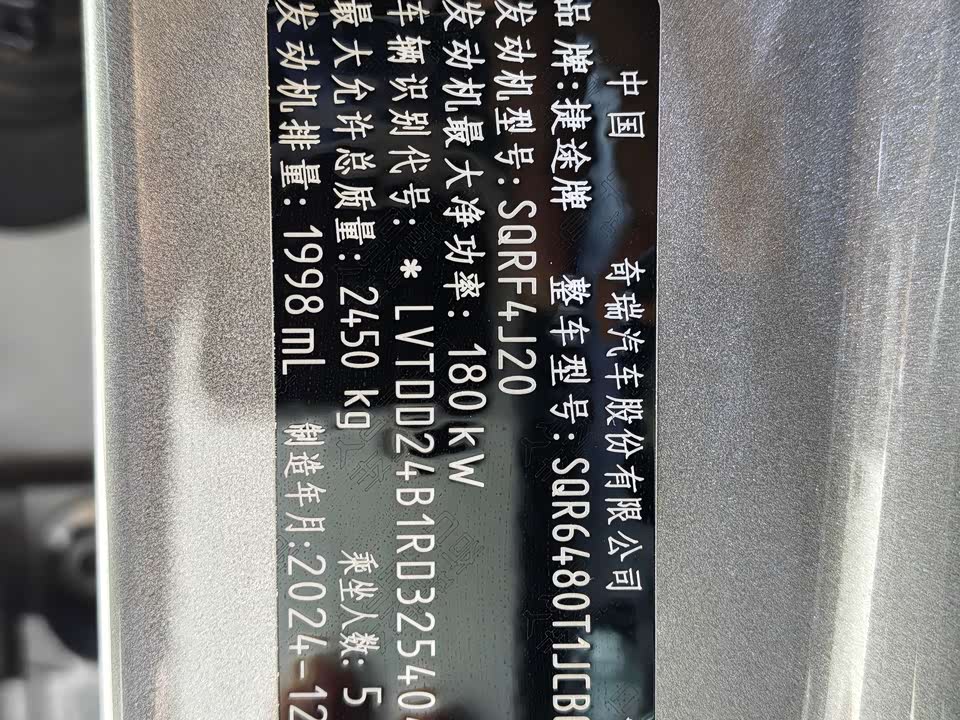 中国 奇瑞汽车股份有限公司
品牌:捷途牌 整车型号:SQR6480T1JCB
发动机型号:SQRF4J20
发动机最大净功率: 180kW
车辆识别代号: * LVTDD24B1RD3254
最大允许总质量: 2450 kg 乘坐人数: 5
发动机排量: 1998 mL 制造年月:2024-12